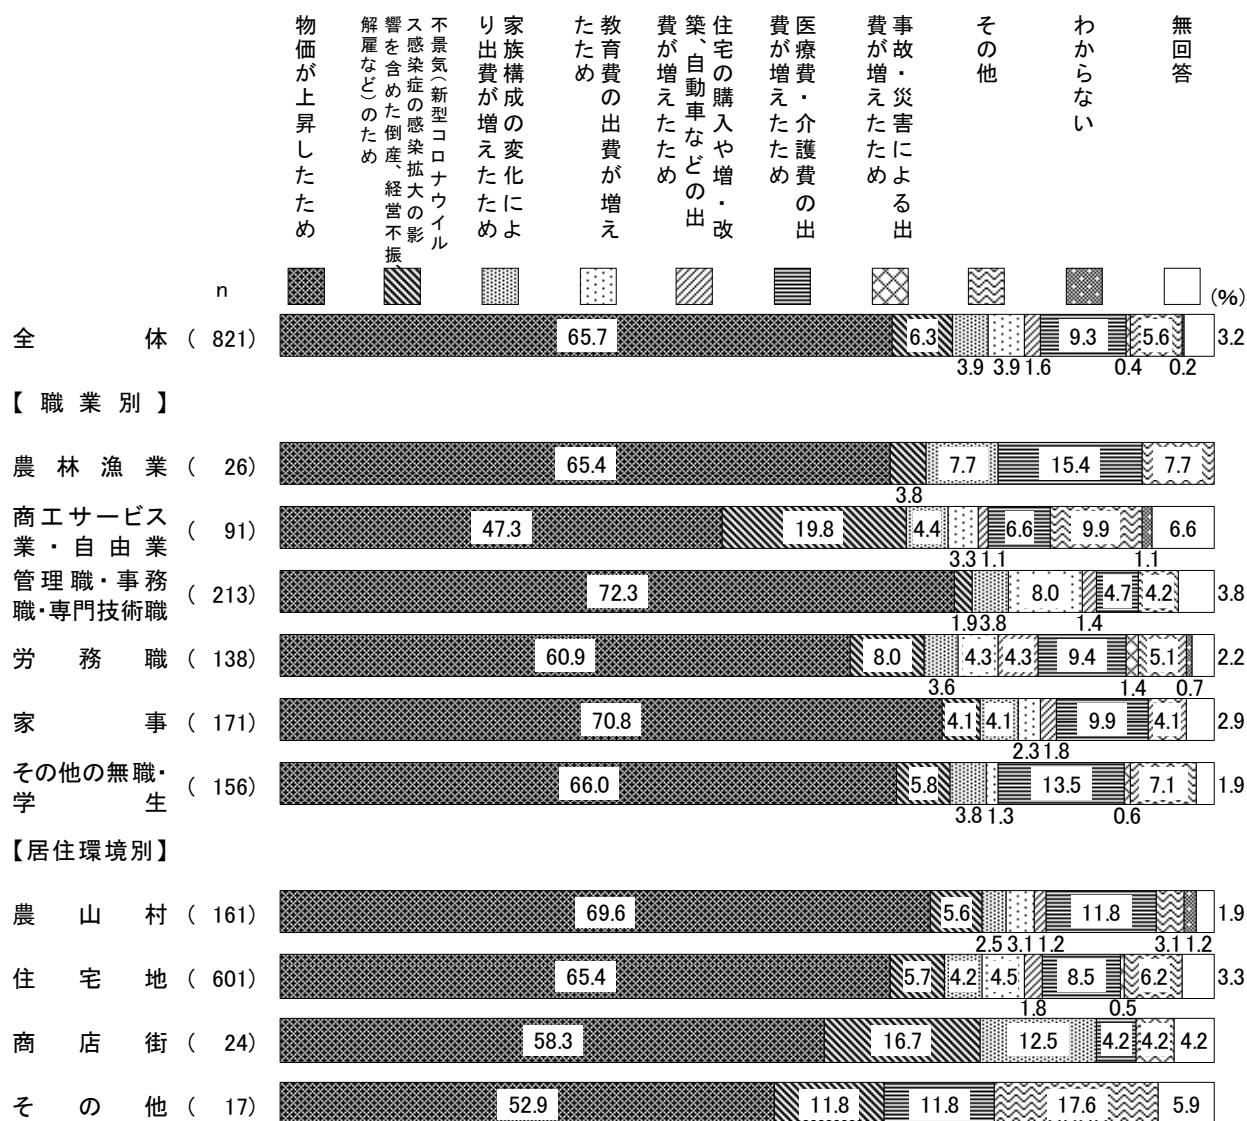 物価が上昇したため
不景気(新型コロナウイル
ス感染症の感染拡大の影
響を含めた倒産、経営不振、
解雇など)のため
家族構成の変化によ
り出費が増えたため
教育費の出費が増え
たため
住宅の購入や増・改
築、自動車などの出
費が増えたため
医療費・介護費の出
費が増えたため
事故・災害による出
費が増えたため
その他
わからない
無回答
n
(%)
全体 ( 821) 65.7 6.3 9.3 5.6 3.2
3.9 3.9 1.6 0.4 0.2
【職業別】
農林漁業 ( 26) 65.4 7.7 15.4 7.7
3.8
商工サービス
業・自由業 ( 91) 47.3 19.8 4.4 6.6 9.9 6.6
3.3 1.1 1.1
管理職・事務
職・専門技術職 ( 213) 72.3 8.0 4.7 4.2 3.8
1.9 3.8 1.4
労務職 ( 138) 60.9 8.0 4.3 4.3 9.4 5.1 2.2
3.6 1.4 0.7
家事 ( 171) 70.8 4.1 4.1 9.9 4.1 2.9
2.3 1.8
その他の無職・
学生 ( 156) 66.0 5.8 13.5 7.1 1.9
3.8 1.3 0.6
【居住環境別】
農山村 ( 161) 69.6 5.6 11.8 1.9
2.5 3.1 1.2 3.1 1.2
住宅地 ( 601) 65.4 5.7 4.2 4.5 8.5 6.2 3.3
1.8 0.5
商店街 ( 24) 58.3 16.7 12.5 4.2 4.2 4.2
その他 ( 17) 52.9 11.8 11.8 17.6 5.9